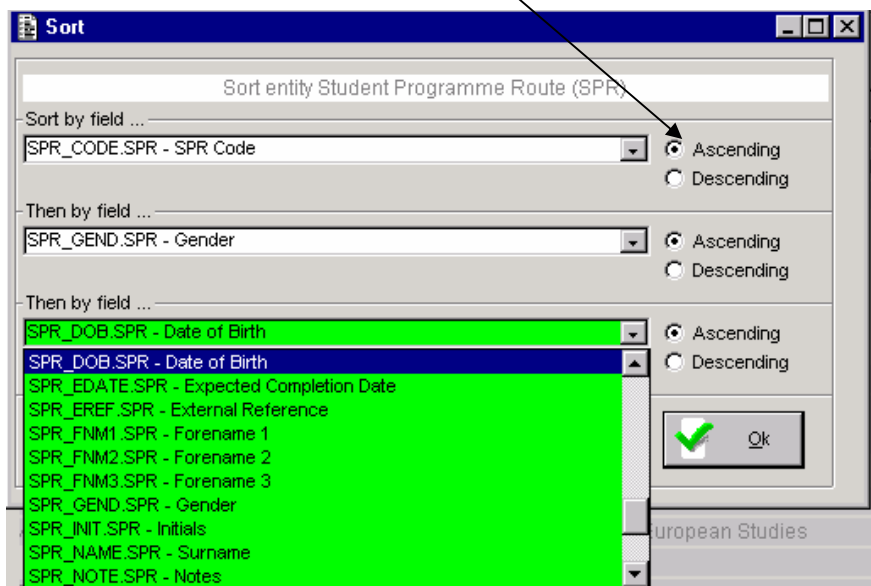 Sort
Sort entity Student Programme Route (SPR)
Sort by field ...
SPR_CODE.SPR - SPR Code
Ascending
Descending
Then by field ...
SPR_GEND.SPR - Gender
Ascending
Descending
Then by field ...
SPR_DOB.SPR - Date of Birth
Ascending
Descending
SPR_DOB.SPR - Date of Birth
SPR_EDATE.SPR - Expected Completion Date
SPR_EREF.SPR - External Reference
SPR_FNM1.SPR - Forename 1
SPR_FNM2.SPR - Forename 2
SPR_FNM3.SPR - Forename 3
SPR_GEND.SPR - Gender
SPR_INIT.SPR - Initials
SPR_NAME.SPR - Surname
SPR_NOTE.SPR - Notes
Ok
European Studies